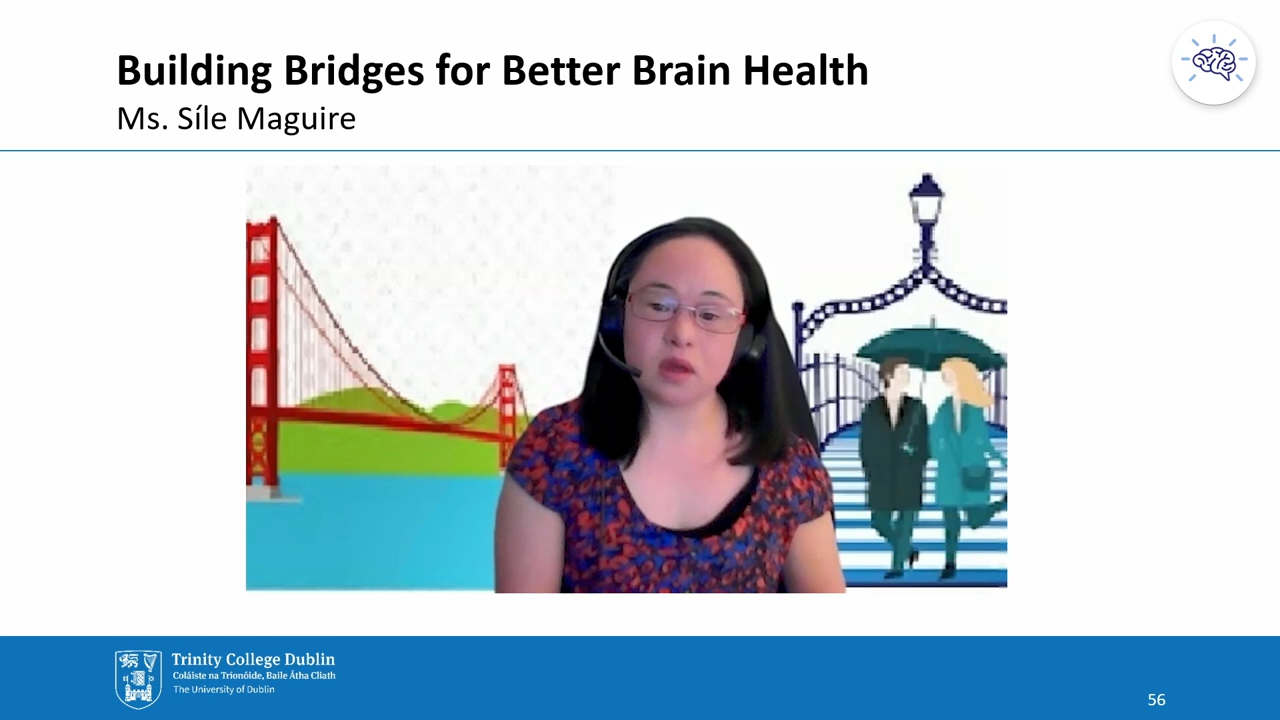 Building Bridges for Better Brain Health
Ms. Síle Maguire
Trinity College Dublin
Coláiste na Tríonóide, Baile Átha Cliath
The University of Dublin
56